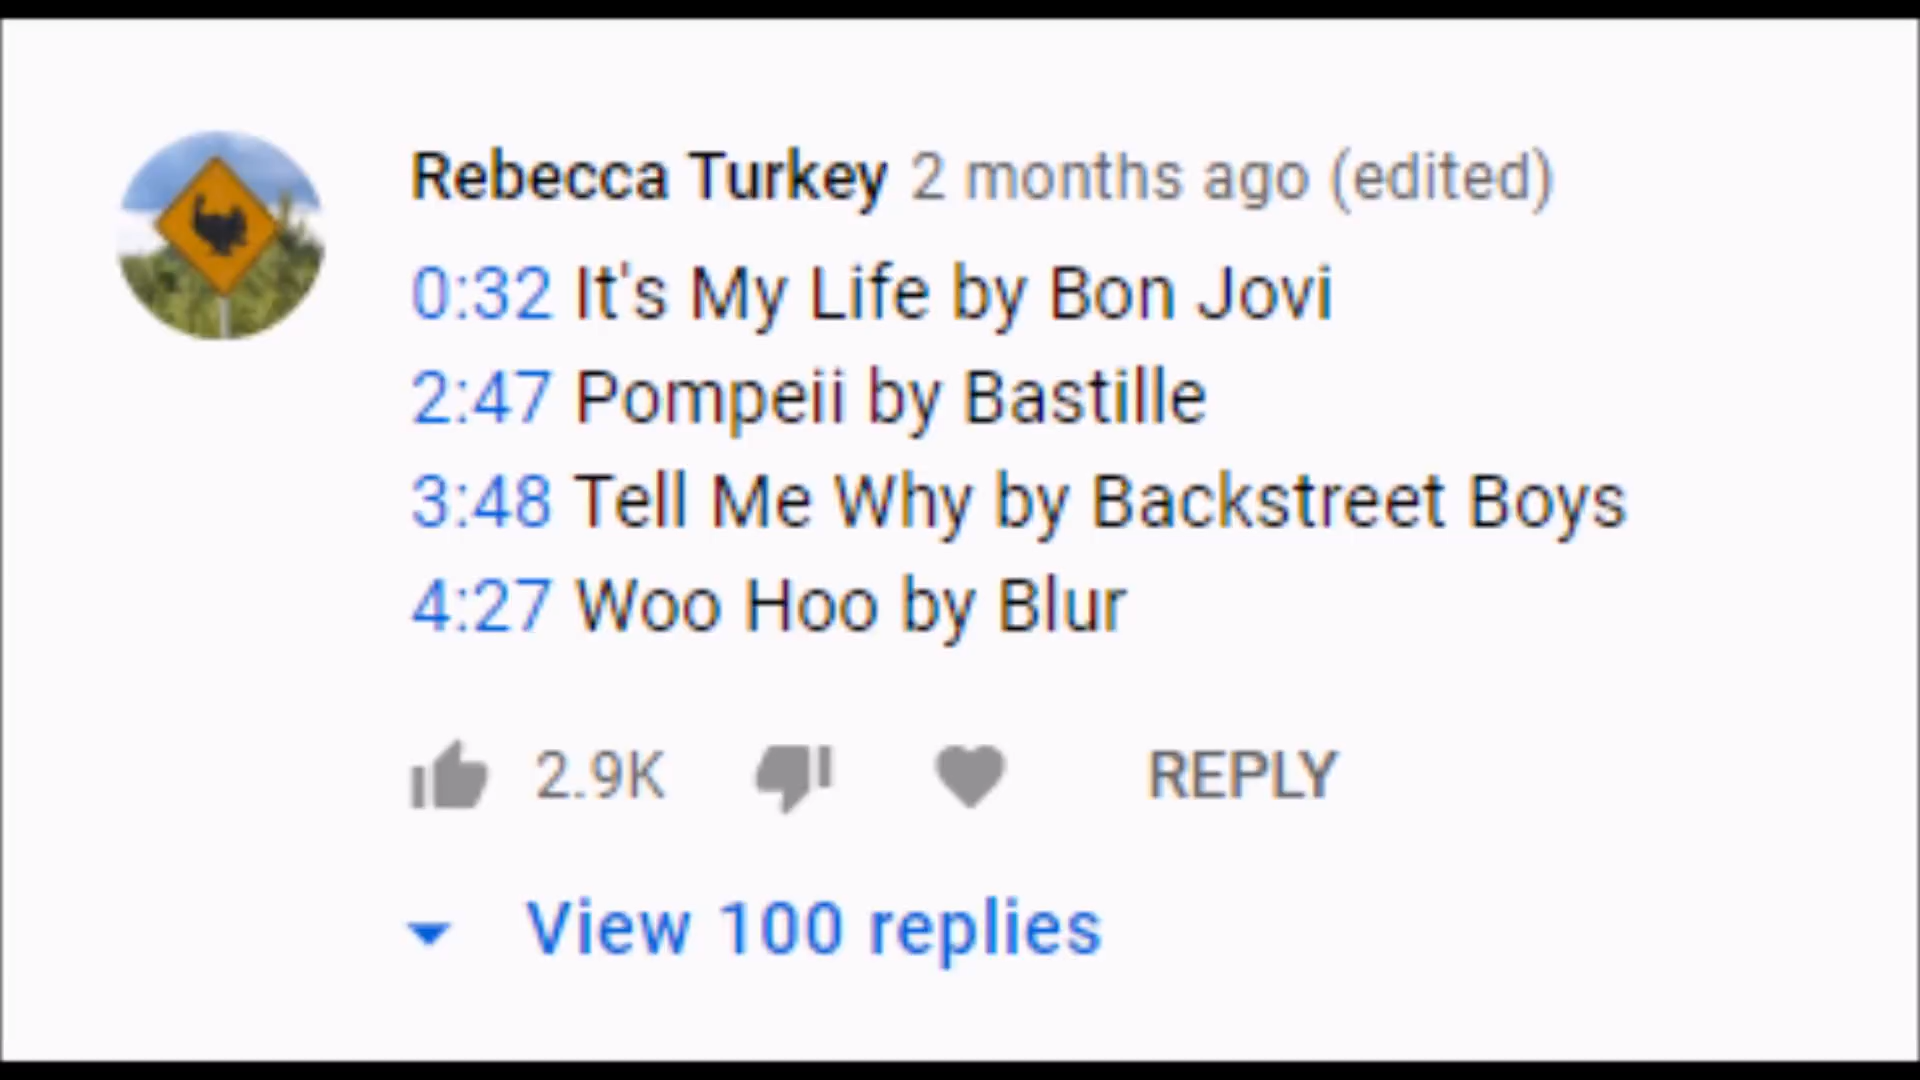 Rebecca Turkey 2 months ago (edited)
0:32 It's My Life by Bon Jovi
2:47 Pompeii by Bastille
3:48 Tell Me Why by Backstreet Boys
4:27 Woo Hoo by Blur
2.9K REPLY
View 100 replies